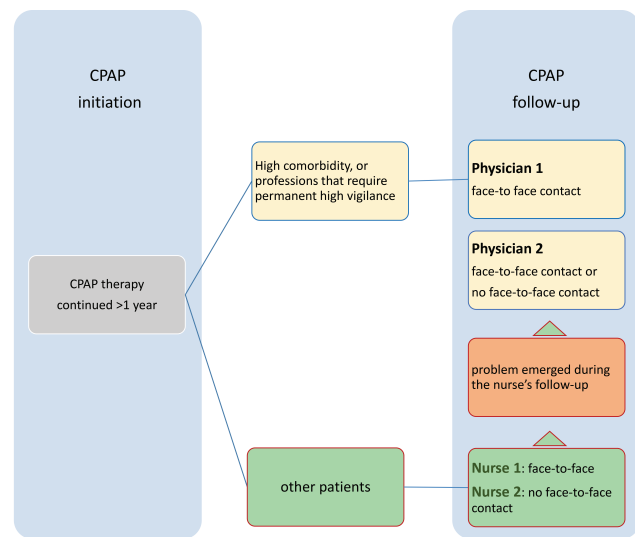 CPAP
initiation
CPAP
follow-up
High comorbidity, or
professions that require
permanent high vigilance
Physician 1
face-to face contact
Physician 2
face-to-face contact or
no face-to-face contact
CPAP therapy
continued >1 year
problem emerged during
the nurse's follow-up
other patients
Nurse 1: face-to-face
Nurse 2: no face-to-face
contact